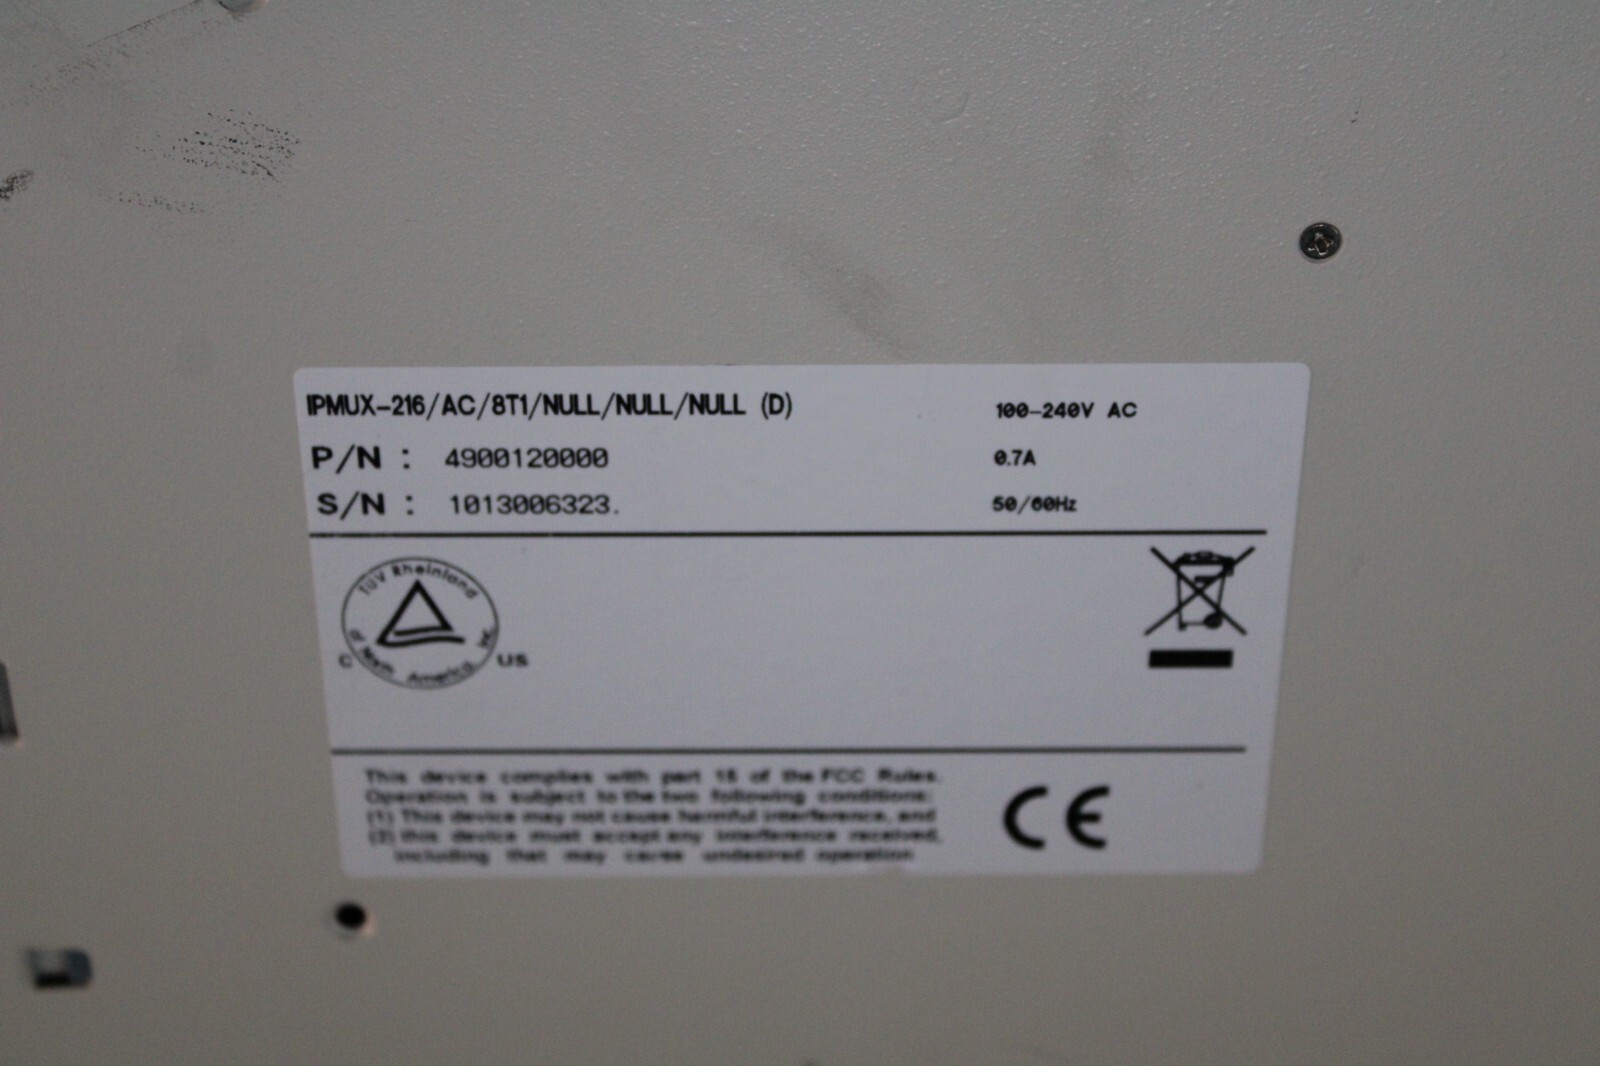 IPMUX-216/AC/8T1/NULL/NULL/NULL (D)
100-240V AC
P/N : 4900120000
0.7A
S/N : 1013006323.
50/60Hz
TÜV Rheinland
of North America, Inc.
C US
This device complies with part 15 of the FCC Rules.
Operation is subject to the two following conditions:
(1) This device may not cause harmful interference, and
(2) this device must accept any interference received,
including that may cause undesired operation
CE